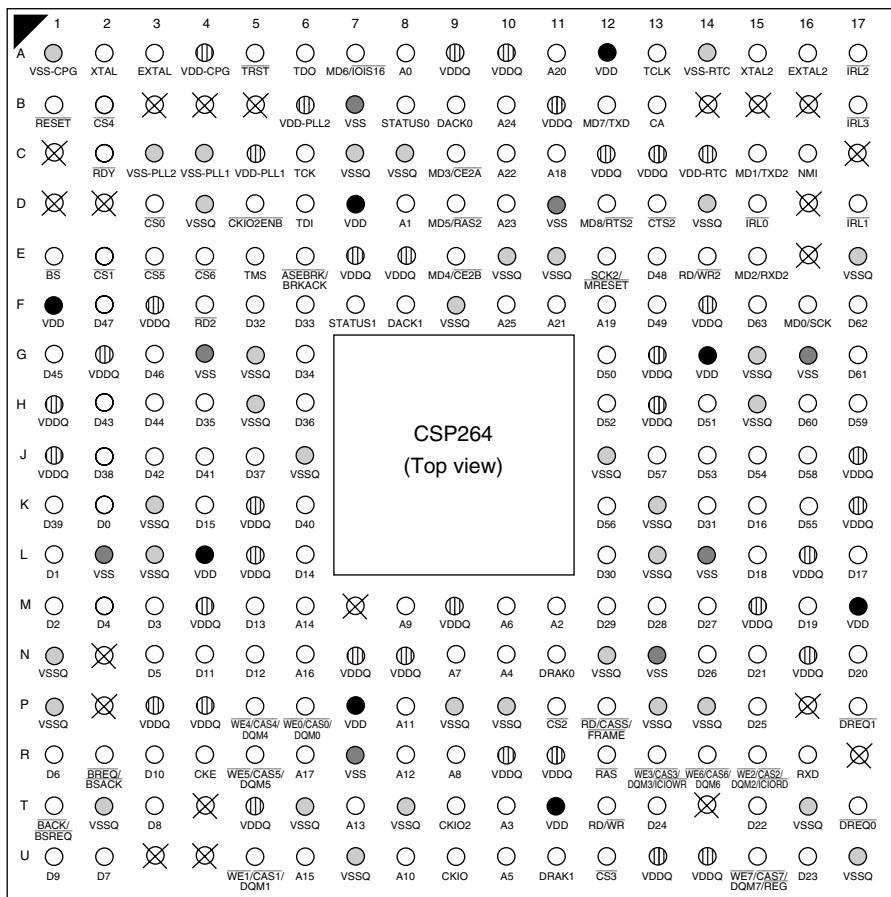 1 2 3 4 5 6 7 8 9 10 11 12 13 14 15 16 17
A
VSS-CPG XTAL EXTAL VDD-CPG TRST TDO MD6/IOIS16 A0 VDDQ VDDQ A20 VDD TCLK VSS-RTC XTAL2 EXTAL2 IRL2
B
RESET CS4 VDD-PLL2 VSS STATUS0 DACK0 A24 VDDQ MD7/TXD CA IRL3
C
RDY VSS-PLL2 VSS-PLL1 VDD-PLL1 TCK VSSQ VSSQ MD3/CE2A A22 A18 VDDQ VDDQ VDD-RTC MD1/TXD2 NMI
D
CS0 VSSQ CKIO2ENB TDI VDD A1 MD5/RAS2 A23 VSS MD8/RTS2 CTS2 VSSQ IRL0 IRL1
E
BS CS1 CS5 CS6 TMS ASEBRK/ VDDQ VDDQ MD4/CE2B VSSQ VSSQ SCK2/ D48 RD/WR2 MD2/RXD2 VSSQ
BRKACK MRESET
F
VDD D47 VDDQ RD2 D32 D33 STATUS1 DACK1 VSSQ A25 A21 A19 D49 VDDQ D63 MD0/SCK D62
G
D45 VDDQ D46 VSS VSSQ D34 D50 VDDQ VDD VSSQ VSS D61
H
VDDQ D43 D44 D35 VSSQ D36 D52 VDDQ D51 VSSQ D60 D59
CSP264
(Top view)
J
VDDQ D38 D42 D41 D37 VSSQ VSSQ D57 D53 D54 D58 VDDQ
K
D39 D0 VSSQ D15 VDDQ D40 D56 VSSQ D31 D16 D55 VDDQ
L
D1 VSS VSSQ VDD VDDQ D14 D30 VSSQ VSS D18 VDDQ D17
M
D2 D4 D3 VDDQ D13 A14 A9 VDDQ A6 A2 D29 D28 D27 VDDQ D19 VDD
N
VSSQ D5 D11 D12 A16 VDDQ VDDQ A7 A4 DRAK0 VSSQ VSS D26 D21 VDDQ D20
P
VSSQ VDDQ VDDQ WE4/CAS4/ WE0/CAS0/ VDD A11 VSSQ VSSQ CS2 RD/CASS/ VSSQ VSSQ D25 DREQ1
DQM4 DQM0 FRAME
R
D6 BREQ/ D10 CKE WE5/CAS5/ A17 VSS A12 A8 VDDQ VDDQ RAS WE3/CAS3/ WE6/CAS6/ WE2/CAS2/ RXD
BSACK DQM5 DQM3/ICIOWR DQM6 DQM2/ICIORD
T
BACK/ VSSQ D8 VDDQ VSSQ A13 VSSQ CKIO2 A3 VDD RD/WR D24 D22 VSSQ DREQ0
BSREQ
U
D9 D7 WE1/CAS1/ A15 VSSQ A10 CKIO A5 DRAK1 CS3 VDDQ VDDQ WE7/CAS7/ D23 VSSQ
DQM1 DQM7/REG